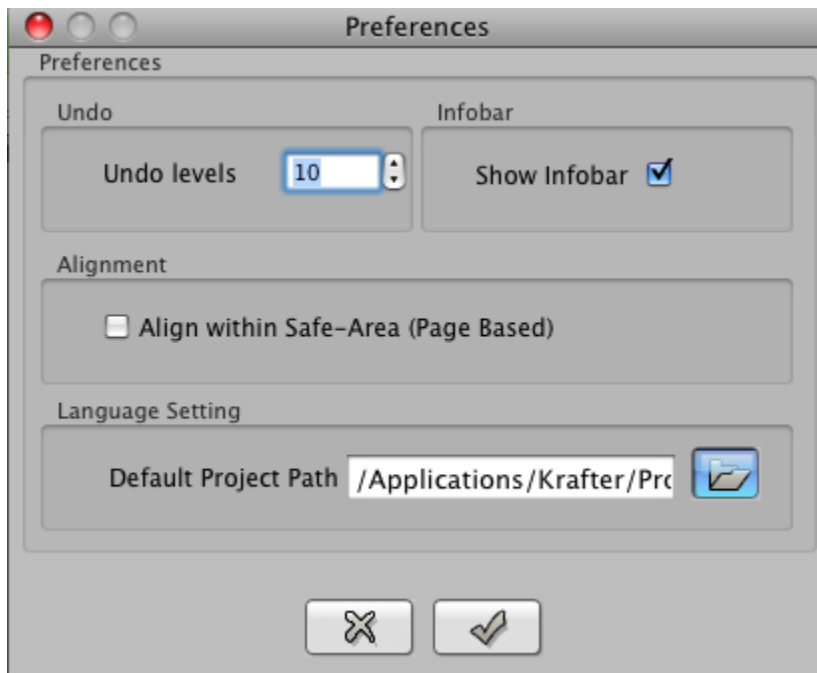 Preferences
Preferences
Undo
Infobar
Undo levels 10
Show Infobar
Alignment
Align within Safe-Area (Page Based)
Language Setting
Default Project Path /Applications/Krafter/Prc